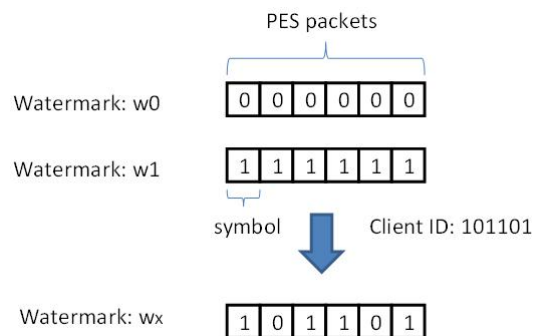 PES packets
Watermark: w0 0 0 0 0 0 0
Watermark: w1 1 1 1 1 1 1
symbol Client ID: 101101
Watermark: wx 1 0 1 1 0 1